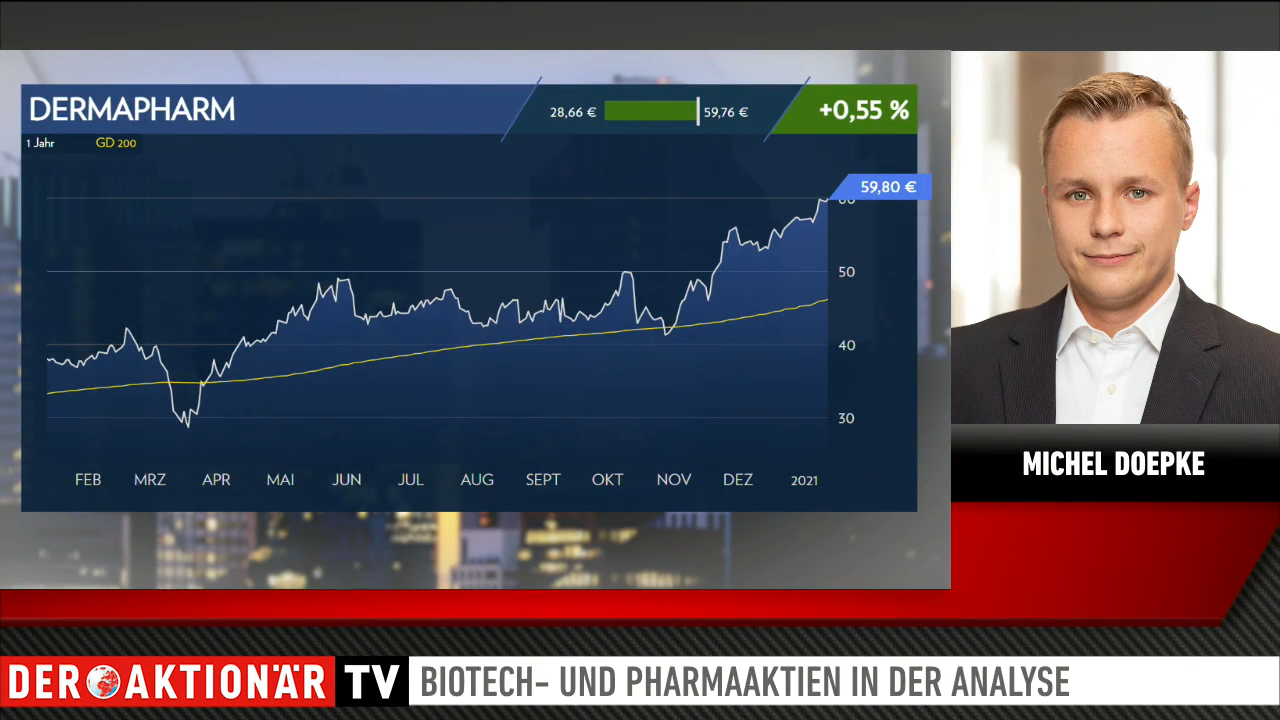 DERMAPHARM
28,66 €
59,76 €
+0,55 %
1 Jahr
GD 200
59,80 €
60
50
40
30
FEB
MRZ
APR
MAI
JUN
JUL
AUG
SEPT
OKT
NOV
DEZ
2021
MICHEL DOEPKE
DER AKTIONÄR TV
BIOTECH- UND PHARMAAKTIEN IN DER ANALYSE